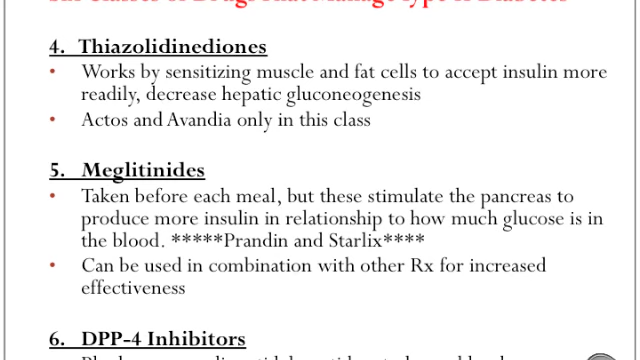 4. Thiazolidinediones
• Works by sensitizing muscle and fat cells to accept insulin more
readily, decrease hepatic gluconeogenesis
• Actos and Avandia only in this class
5. Meglitinides
• Taken before each meal, but these stimulate the pancreas to
produce more insulin in relationship to how much glucose is in
the blood. *****Prandin and Starlix****
• Can be used in combination with other Rx for increased
effectiveness
6. DPP-4 Inhibitors